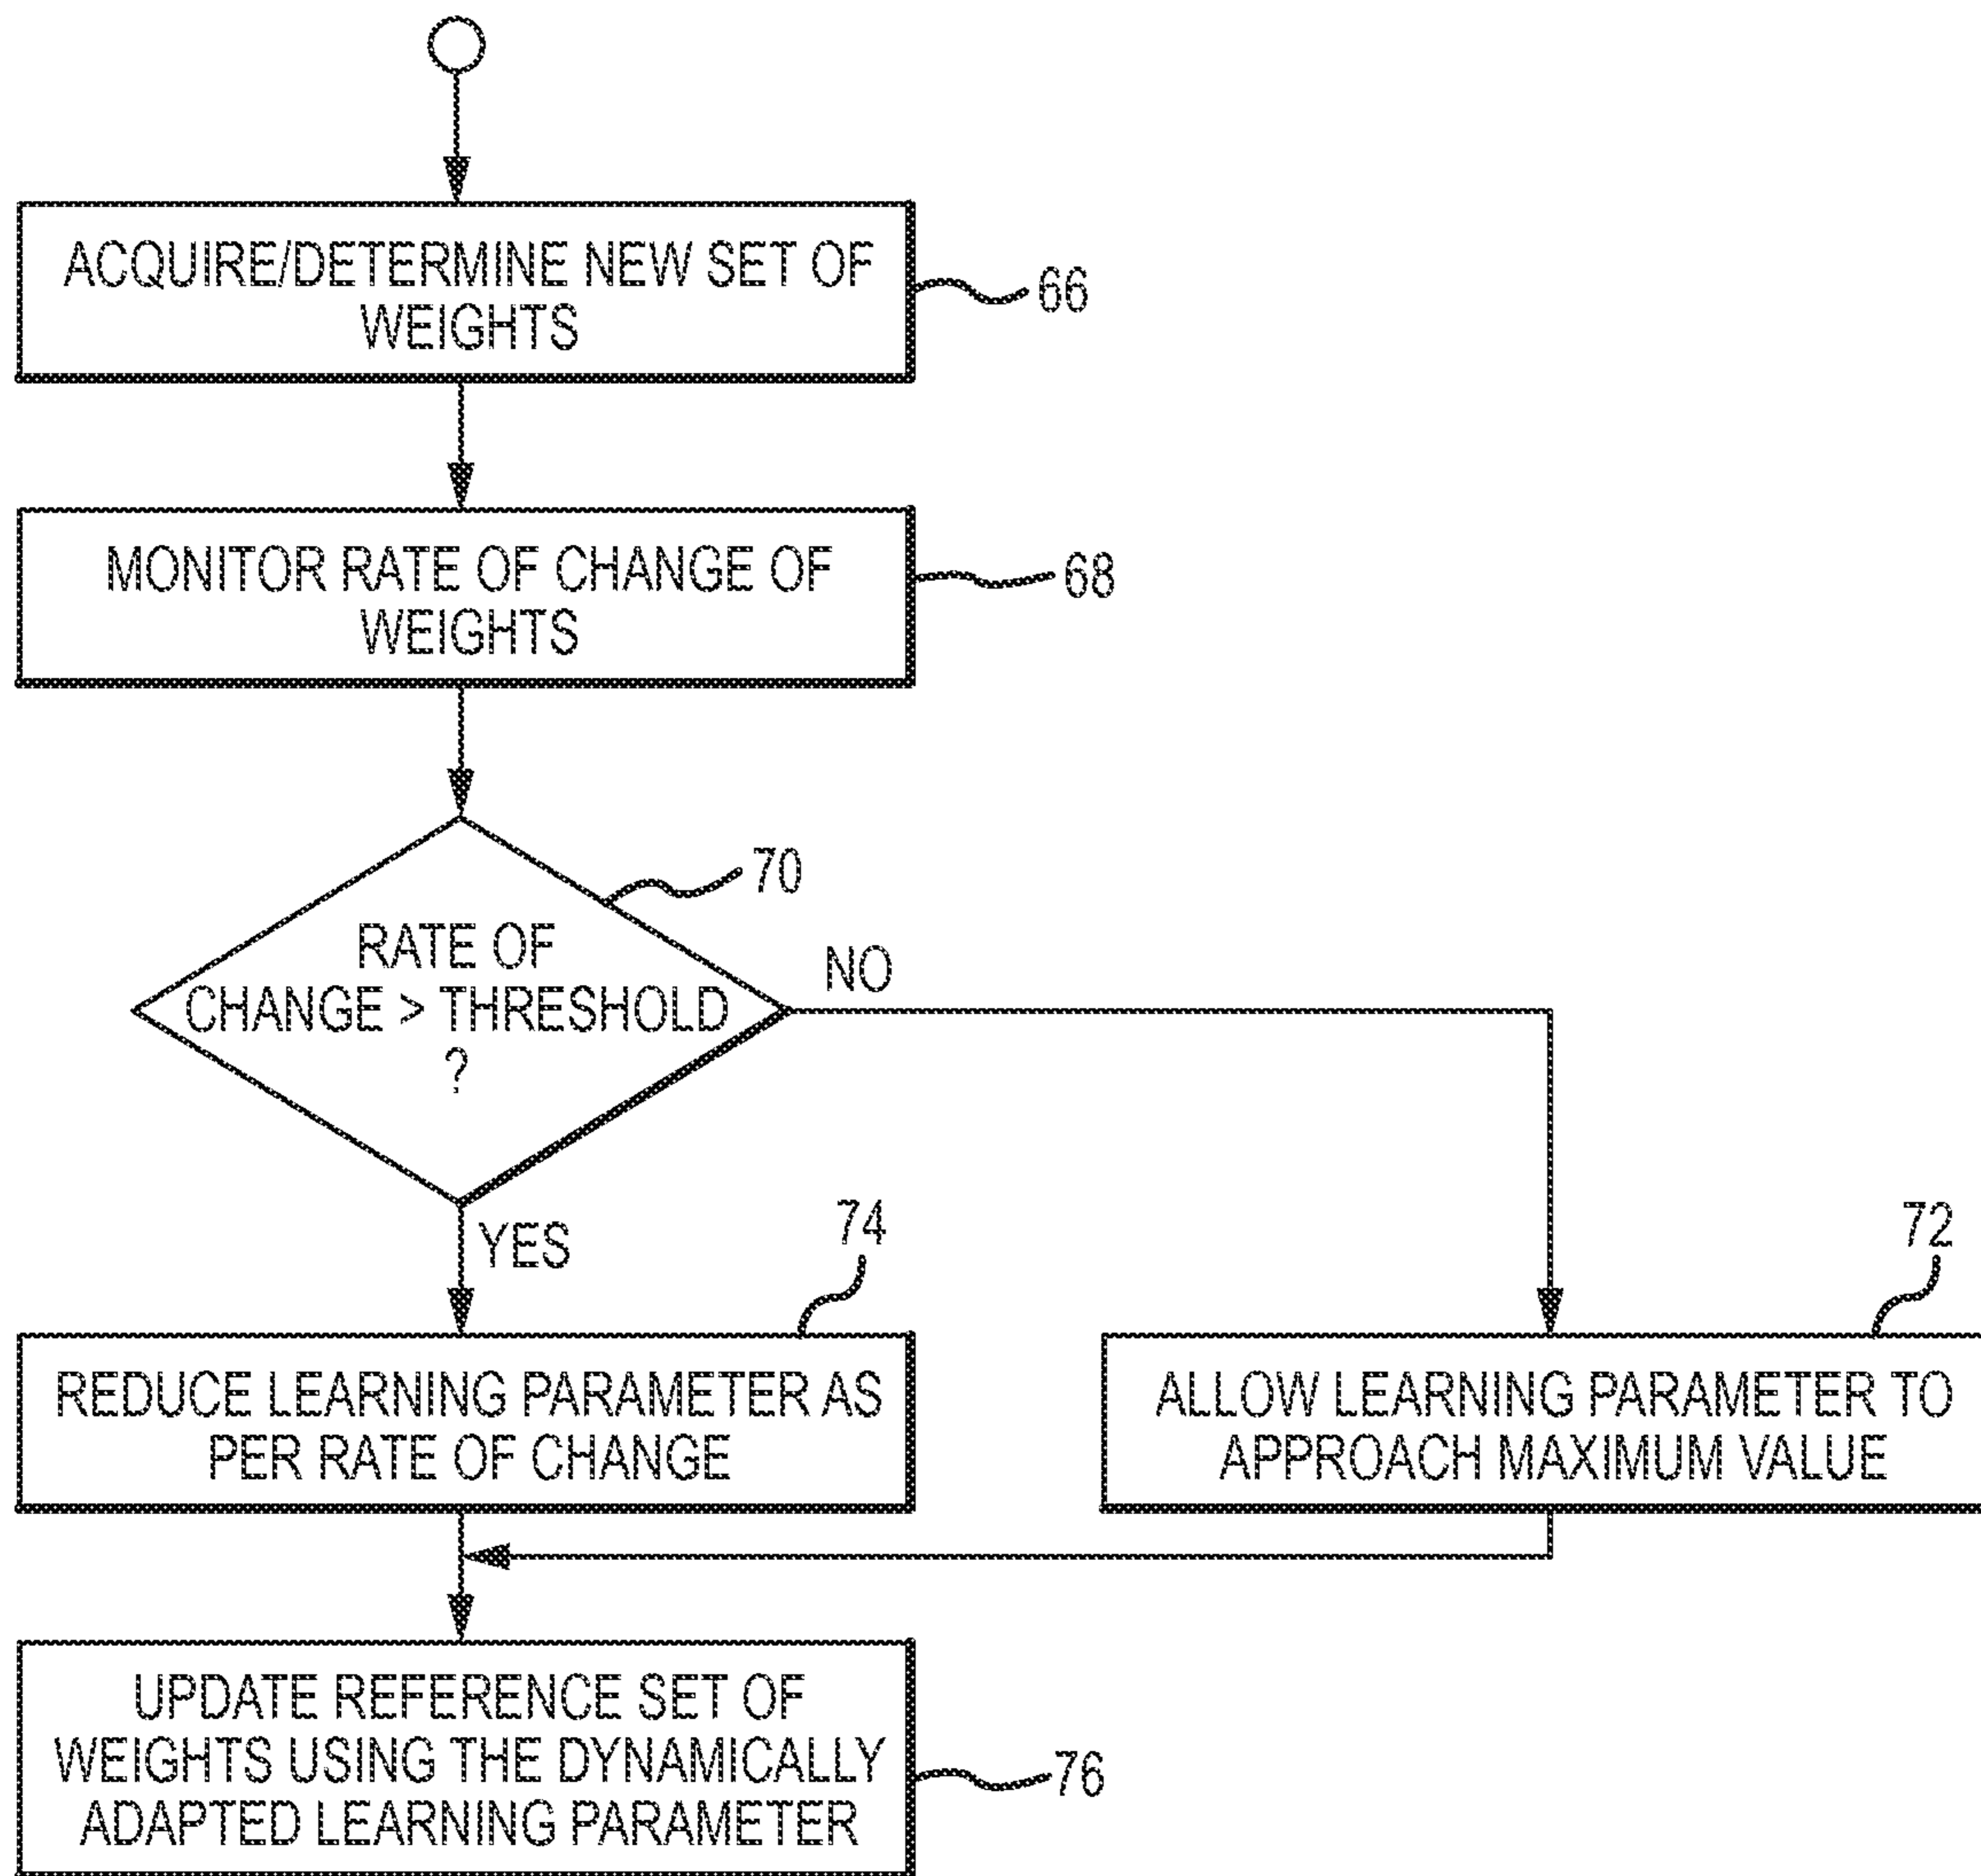 ACQUIRE/DETERMINE NEW SET OF
WEIGHTS
66
MONITOR RATE OF CHANGE OF
WEIGHTS
68
70
RATE OF
CHANGE > THRESHOLD
?
NO
YES
74
72
REDUCE LEARNING PARAMETER AS
PER RATE OF CHANGE
ALLOW LEARNING PARAMETER TO
APPROACH MAXIMUM VALUE
UPDATE REFERENCE SET OF
WEIGHTS USING THE DYNAMICALLY
ADAPTED LEARNING PARAMETER
76